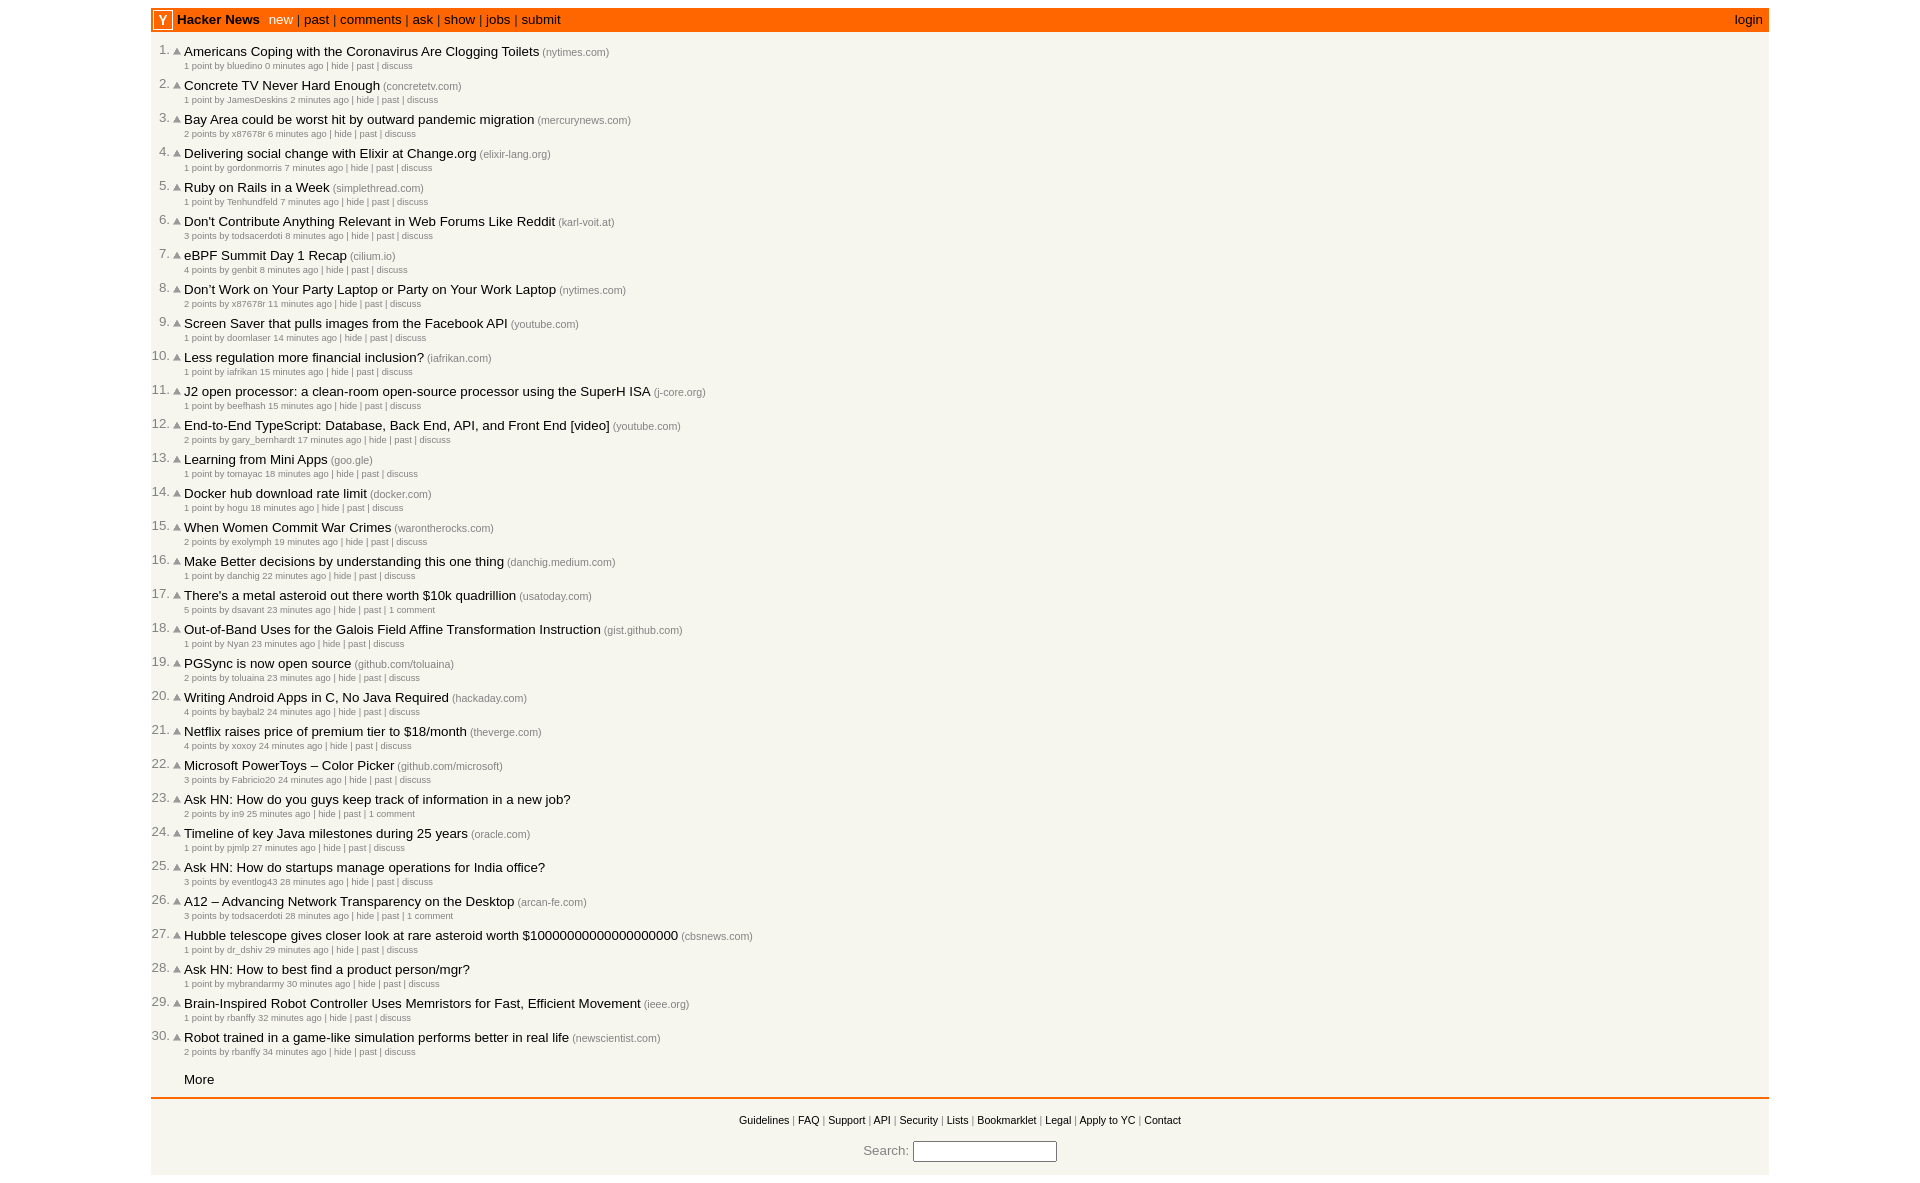 Y Hacker News new | past | comments | ask | show | jobs | submit login
1. Americans Coping with the Coronavirus Are Clogging Toilets (nytimes.com)
1 point by bluedino 0 minutes ago | hide | past | discuss
2. Concrete TV Never Hard Enough (concretetv.com)
1 point by JamesDeskins 2 minutes ago | hide | past | discuss
3. Bay Area could be worst hit by outward pandemic migration (mercurynews.com)
2 points by x87678r 6 minutes ago | hide | past | discuss
4. Delivering social change with Elixir at Change.org (elixir-lang.org)
1 point by gordonmorris 7 minutes ago | hide | past | discuss
5. Ruby on Rails in a Week (simplethread.com)
1 point by Tenhundfeld 7 minutes ago | hide | past | discuss
6. Don't Contribute Anything Relevant in Web Forums Like Reddit (karl-voit.at)
3 points by todsacerdoti 8 minutes ago | hide | past | discuss
7. eBPF Summit Day 1 Recap (cilium.io)
4 points by genbit 8 minutes ago | hide | past | discuss
8. Don’t Work on Your Party Laptop or Party on Your Work Laptop (nytimes.com)
2 points by x87678r 11 minutes ago | hide | past | discuss
9. Screen Saver that pulls images from the Facebook API (youtube.com)
1 point by doomlaser 14 minutes ago | hide | past | discuss
10. Less regulation more financial inclusion? (iafrikan.com)
1 point by iafrikan 15 minutes ago | hide | past | discuss
11. J2 open processor: a clean-room open-source processor using the SuperH ISA (j-core.org)
1 point by beefhash 15 minutes ago | hide | past | discuss
12. End-to-End TypeScript: Database, Back End, API, and Front End [video] (youtube.com)
2 points by gary_bernhardt 17 minutes ago | hide | past | discuss
13. Learning from Mini Apps (goo.gle)
1 point by tomayac 18 minutes ago | hide | past | discuss
14. Docker hub download rate limit (docker.com)
1 point by hogu 18 minutes ago | hide | past | discuss
15. When Women Commit War Crimes (warontherocks.com)
2 points by exolymph 19 minutes ago | hide | past | discuss
16. Make Better decisions by understanding this one thing (danchig.medium.com)
1 point by danchig 22 minutes ago | hide | past | discuss
17. There's a metal asteroid out there worth $10k quadrillion (usatoday.com)
5 points by dsavant 23 minutes ago | hide | past | 1 comment
18. Out-of-Band Uses for the Galois Field Affine Transformation Instruction (gist.github.com)
1 point by Nyan 23 minutes ago | hide | past | discuss
19. PGSync is now open source (github.com/toluaina)
2 points by toluaina 23 minutes ago | hide | past | discuss
20. Writing Android Apps in C, No Java Required (hackaday.com)
4 points by baybal2 24 minutes ago | hide | past | discuss
21. Netflix raises price of premium tier to $18/month (theverge.com)
4 points by xoxoy 24 minutes ago | hide | past | discuss
22. Microsoft PowerToys – Color Picker (github.com/microsoft)
3 points by Fabricio20 24 minutes ago | hide | past | discuss
23. Ask HN: How do you guys keep track of information in a new job?
2 points by in9 25 minutes ago | hide | past | 1 comment
24. Timeline of key Java milestones during 25 years (oracle.com)
1 point by pjmlp 27 minutes ago | hide | past | discuss
25. Ask HN: How do startups manage operations for India office?
3 points by eventlog43 28 minutes ago | hide | past | discuss
26. A12 – Advancing Network Transparency on the Desktop (arcan-fe.com)
3 points by todsacerdoti 28 minutes ago | hide | past | 1 comment
27. Hubble telescope gives closer look at rare asteroid worth $10000000000000000000 (cbsnews.com)
1 point by dr_dshiv 29 minutes ago | hide | past | discuss
28. Ask HN: How to best find a product person/mgr?
1 point by mybrandarmy 30 minutes ago | hide | past | discuss
29. Brain-Inspired Robot Controller Uses Memristors for Fast, Efficient Movement (ieee.org)
1 point by rbanffy 32 minutes ago | hide | past | discuss
30. Robot trained in a game-like simulation performs better in real life (newscientist.com)
2 points by rbanffy 34 minutes ago | hide | past | discuss
More
Guidelines | FAQ | Support | API | Security | Lists | Bookmarklet | Legal | Apply to YC | Contact
Search: